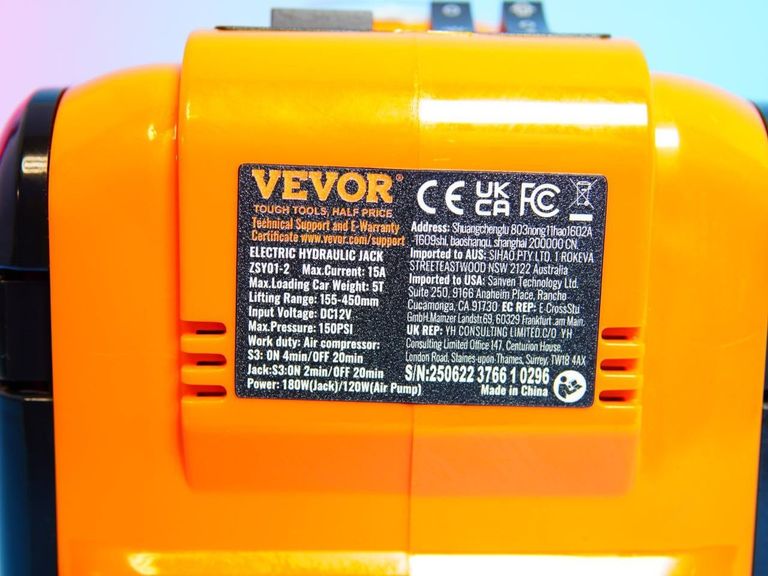 VEVOR®
TOUGH TOOLS, HALF PRICE
Technical Support and E-Warranty
Certificate www.vevor.com/support
ELECTRIC HYDRAULIC JACK
ZSY01-2 Max.Current: 15A
Max.Loading Car Weight: 5T
Lifting Range: 155-450mm
Input Voltage: DC12V
Max.Pressure: 150PSI
Work duty: Air compressor:
S3: ON 4min/OFF 20min
Jack:S3:ON 2min/OFF 20min
Power: 180W(Jack)/120W(Air Pump)
CE UK CA FC
Address: Shuangchenglu 803nong11hao1602A
-1609shi, baoshanqu, shanghai 200000 CN.
Imported to AUS: SIHAO PTY LTD. 1 ROKEVA
STREETEASTWOOD NSW 2122 Australia
Imported to USA: Sanven Technology Ltd.
Suite 250, 9166 Anaheim Place, Rancho
Cucamonga, CA 91730 EC REP: E-CrossStu
GmbH.Mainzer Landstr.69, 60329 Frankfurt am Main.
UK REP: YH CONSULTING LIMITED.C/O YH
Consulting Limited Office 147, Centurion House,
London Road, Staines-upon-Thames, Surrey, TW18 4AX
S/N:250622 3766 1 0296
Made in China